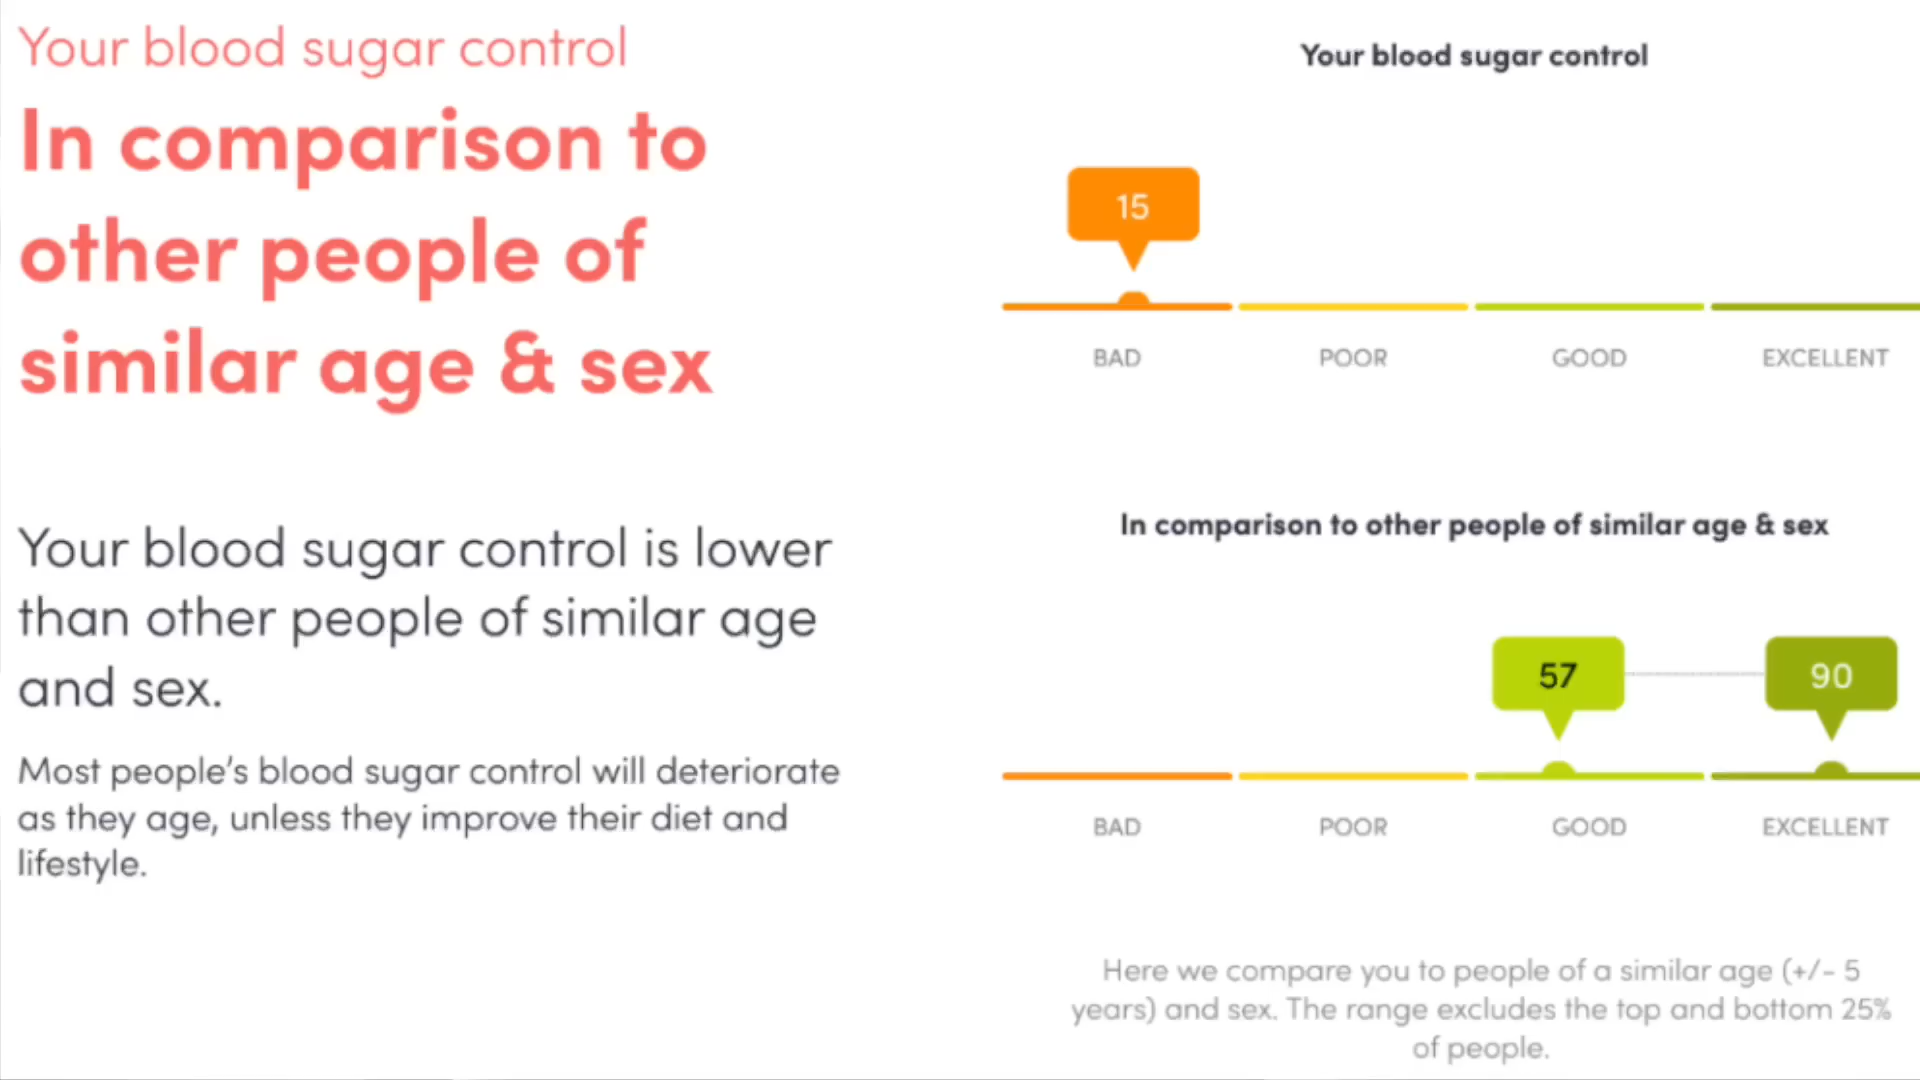 Your blood sugar control
In comparison to
other people of
similar age & sex
Your blood sugar control is lower
than other people of similar age
and sex.
Most people's blood sugar control will deteriorate
as they age, unless they improve their diet and
lifestyle.
Your blood sugar control
15
BAD POOR GOOD EXCELLENT
In comparison to other people of similar age & sex
57 90
BAD POOR GOOD EXCELLENT
Here we compare you to people of a similar age (+/- 5
years) and sex. The range excludes the top and bottom 25%
of people.